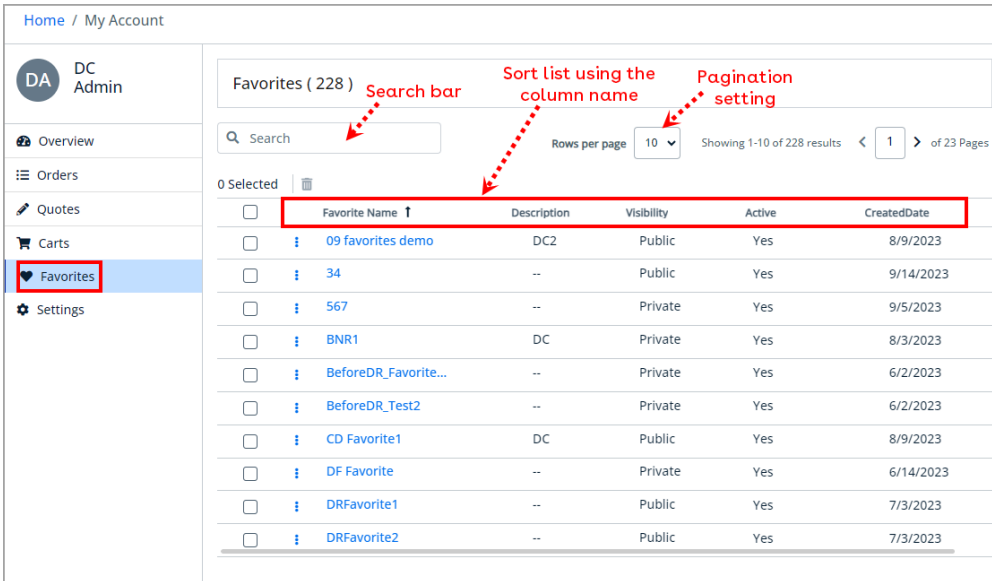 Home / My Account
DA
DC
Admin
Overview
Orders
Quotes
Carts
Favorites
Settings
Favorites ( 228 )
Search bar
Sort list using the
column name
Pagination
setting
Search
Rows per page 10 Showing 1-10 of 228 results 1 of 23 Pages
0 Selected
Favorite Name Description Visibility Active CreatedDate
09 favorites demo DC2 Public Yes 8/9/2023
34 -- Public Yes 9/14/2023
567 -- Private Yes 9/5/2023
BNR1 DC Private Yes 8/3/2023
BeforeDR_Favorite... -- Private Yes 6/2/2023
BeforeDR_Test2 -- Private Yes 6/2/2023
CD Favorite1 DC Public Yes 8/9/2023
DF Favorite -- Private Yes 6/14/2023
DRFavorite1 -- Public Yes 7/3/2023
DRFavorite2 -- Public Yes 7/3/2023